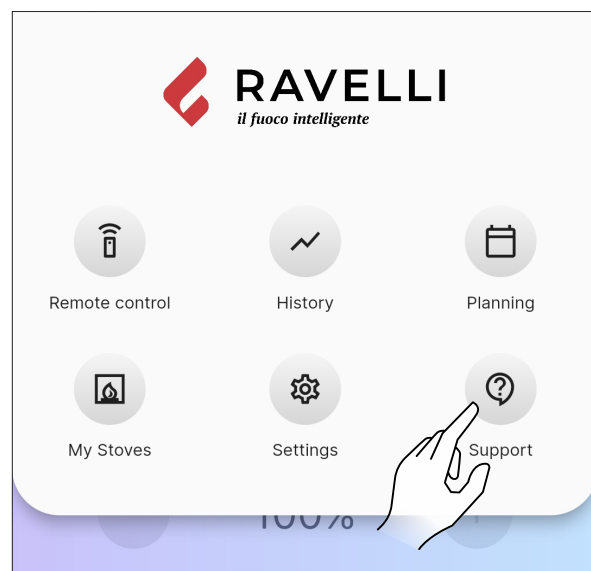 RAVELLI
il fuoco intelligente
Remote control
History
Planning
My Stoves
Settings
Support
100%